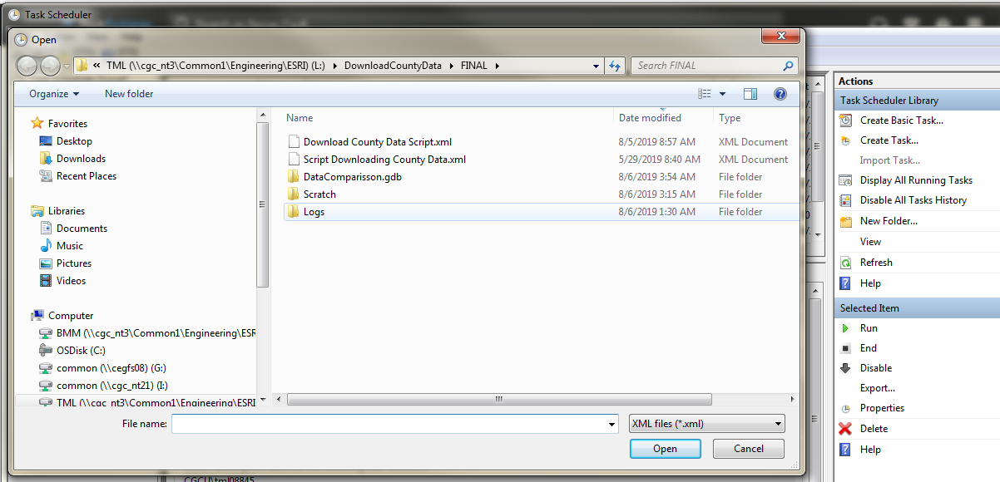 Task Scheduler
Open
« TML (\\cgc_nt3\Common1\Engineering\ESRI) (L:) ▸ DownloadCountyData ▸ FINAL ▸
Search FINAL
Organize
New folder
Favorites
Desktop
Downloads
Recent Places
Libraries
Documents
Music
Pictures
Videos
Computer
BMM (\\cgc_nt3\Common1\Engineering\ESR
OSDisk (C:)
common (\\cegfs08) (G:)
common (\\cgc_nt21) (I:)
TML (\\cgc_nt3\Common1\Engineering\ESRI
Name Date modified Type
Download County Data Script.xml 8/5/2019 8:57 AM XML Document
Script Downloading County Data.xml 5/29/2019 8:40 AM XML Document
DataComparisson.gdb 8/6/2019 3:54 AM File folder
Scratch 8/6/2019 3:15 AM File folder
Logs 8/6/2019 1:30 AM File folder
File name:
XML files (*.xml)
Open
Cancel
CGCU\tml08845
Actions
Task Scheduler Library
Create Basic Task...
Create Task...
Import Task...
Display All Running Tasks
Disable All Tasks History
New Folder...
View
Refresh
Help
Selected Item
Run
End
Disable
Export...
Properties
Delete
Help